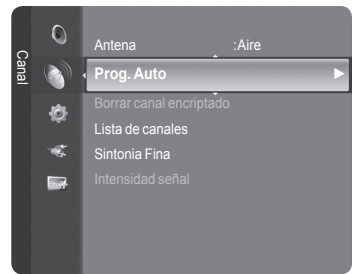 Canal
Antena :Aire
Prog. Auto
Borrar canal encriptado
Lista de canales
Sintonia Fina
Intensidad señal